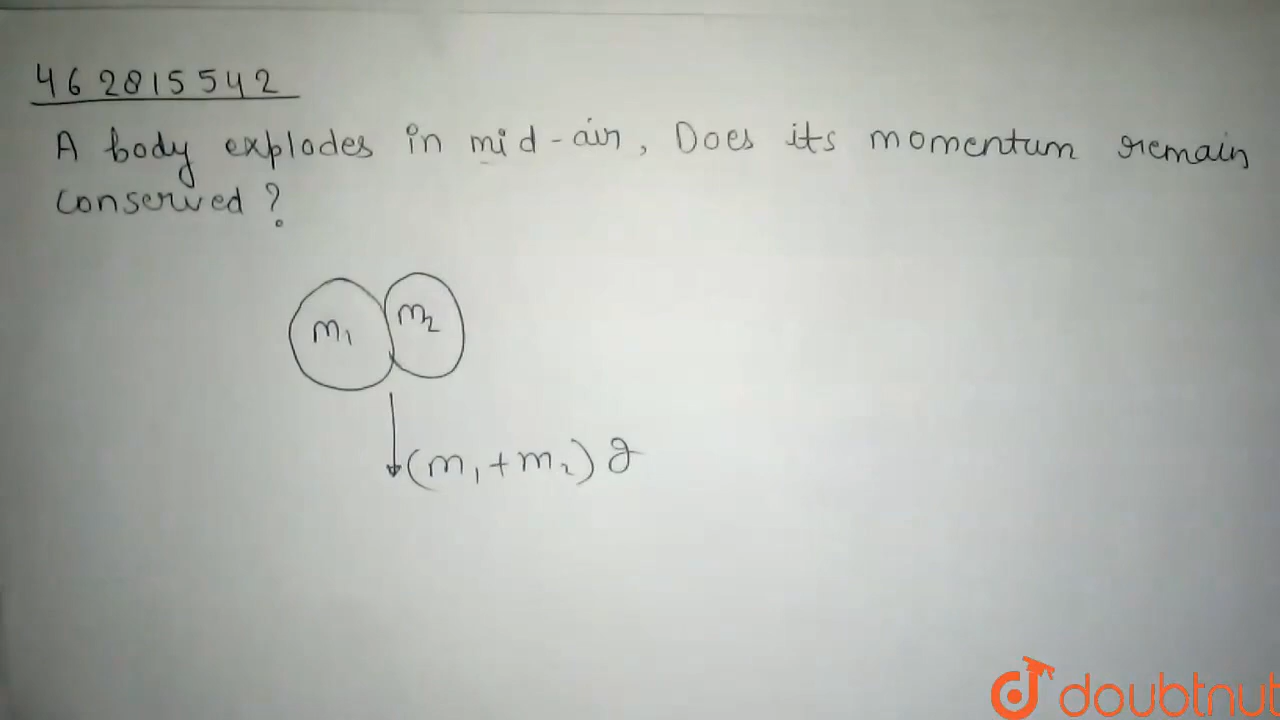 462815542
A body explodes in mid-air, Does its momentum remain
conserved ?
m1
m2
(m1+m2) g
doubtnut